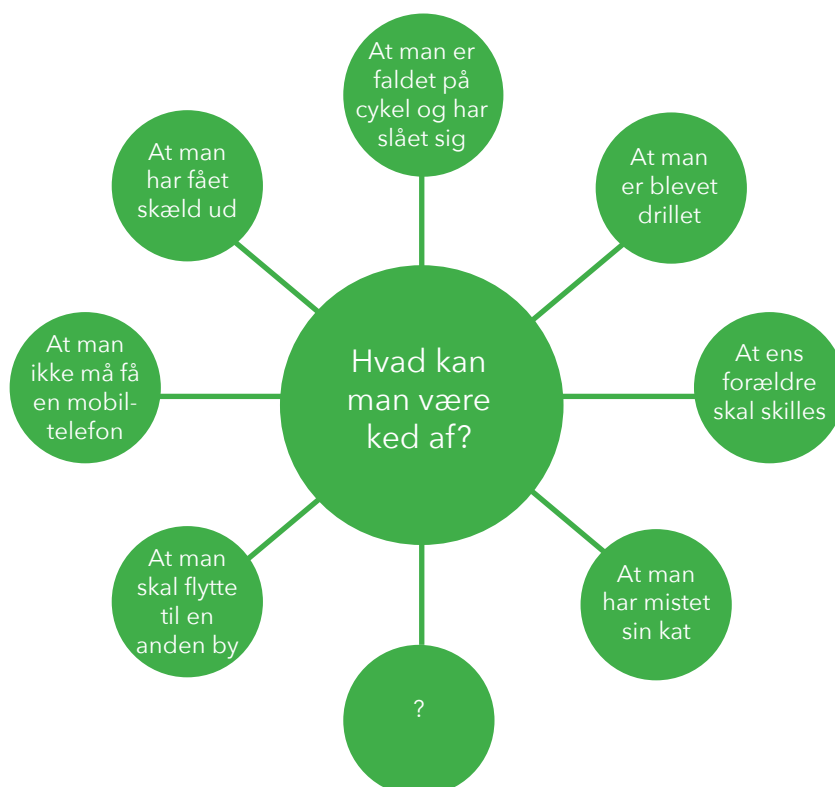 At man er
faldet på
cykel og har
slået sig
At man
har fået
skæld ud
At man
er blevet
drillet
At man
ikke må få
en mobil-
telefon
Hvad kan
man være
ked af?
At ens
forældre
skal skilles
At man
skal flytte
til en
anden by
At man
har mistet
sin kat
?